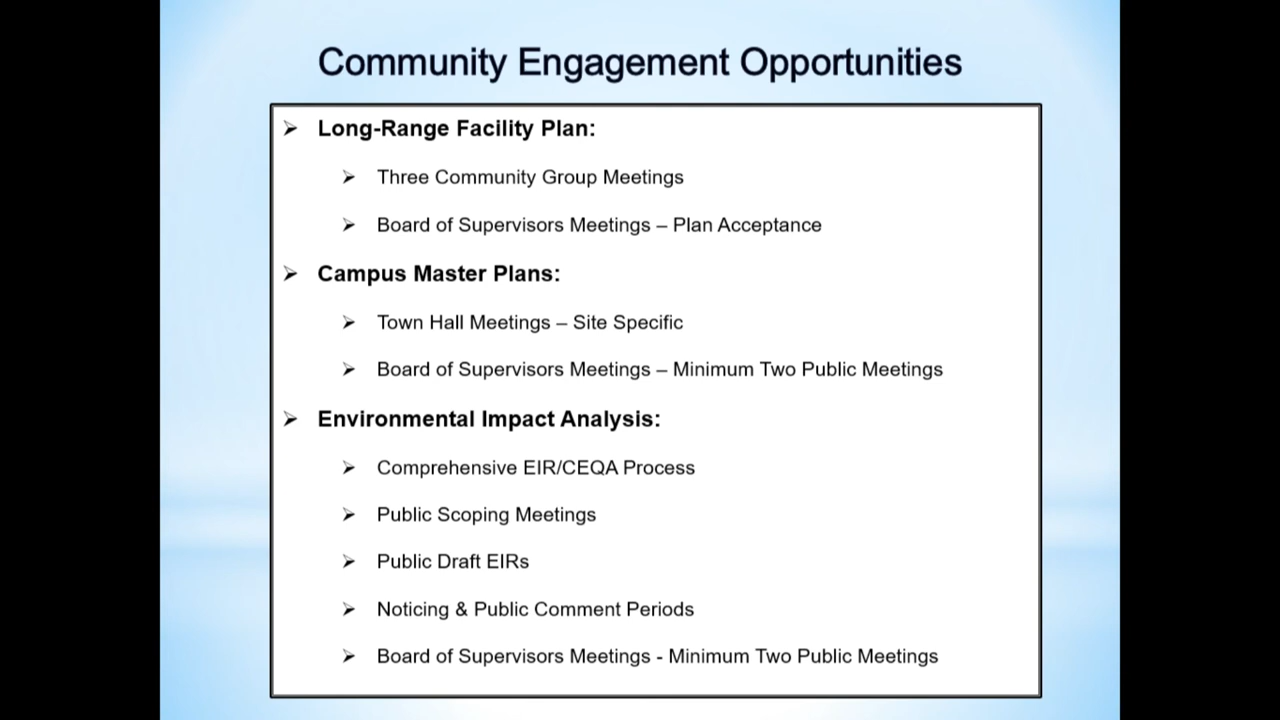 Community Engagement Opportunities
Long-Range Facility Plan:
Three Community Group Meetings
Board of Supervisors Meetings – Plan Acceptance
Campus Master Plans:
Town Hall Meetings – Site Specific
Board of Supervisors Meetings – Minimum Two Public Meetings
Environmental Impact Analysis:
Comprehensive EIR/CEQA Process
Public Scoping Meetings
Public Draft EIRs
Noticing & Public Comment Periods
Board of Supervisors Meetings - Minimum Two Public Meetings